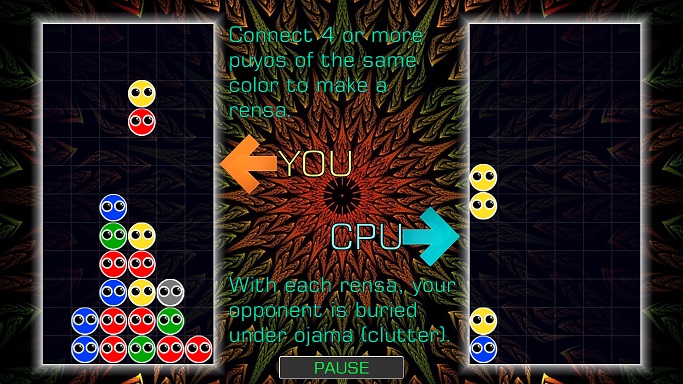 Connect 4 or more
puyos of the same
color to make a
rensa.
YOU
CPU
With each rensa, your
opponent is buried
under ojama (clutter).
PAUSE